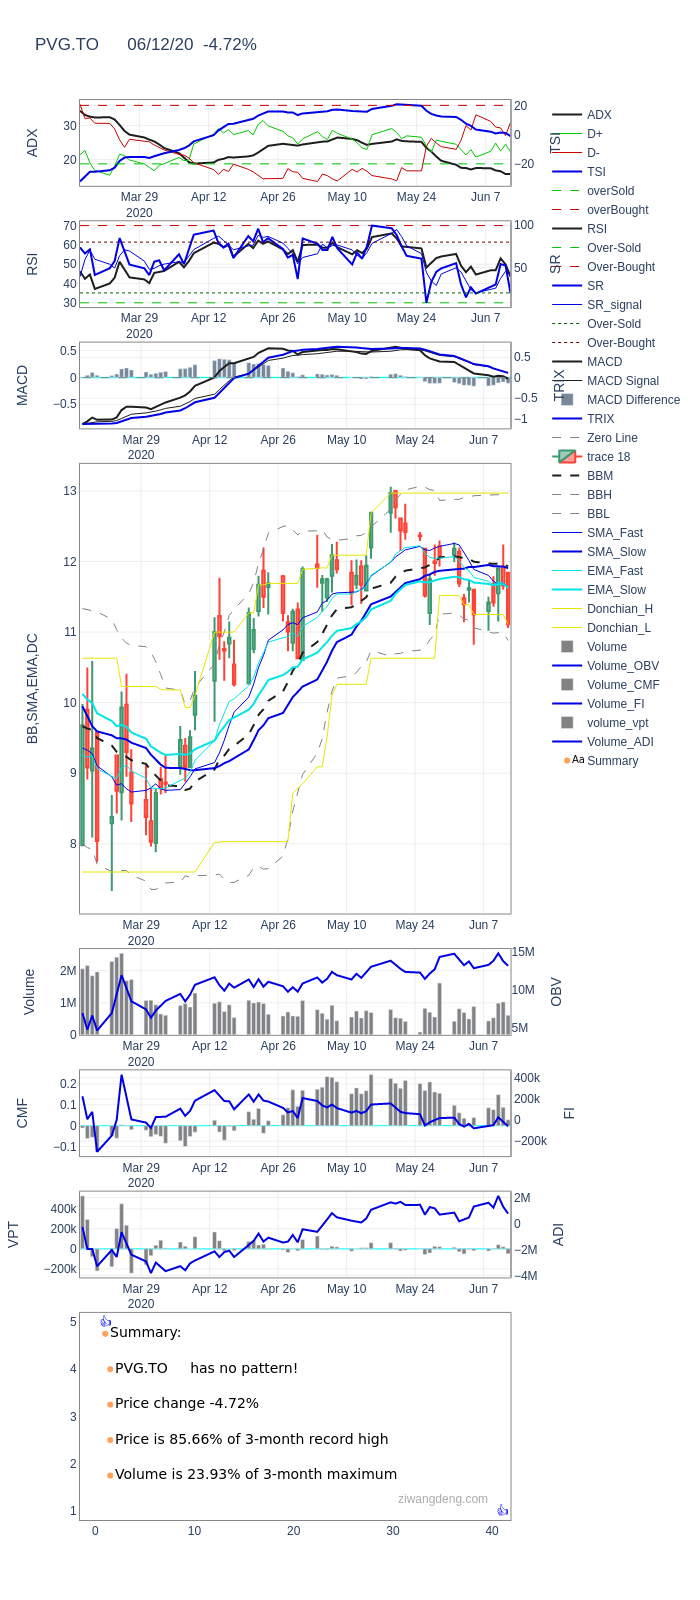 PVG.TO 06/12/20 -4.72%
ADX
30
20
20
0
−20
TSI
Mar 29
2020
Apr 12
Apr 26
May 10
May 24
Jun 7
RSI
70
60
50
40
30
100
50
SR
Mar 29
2020
Apr 12
Apr 26
May 10
May 24
Jun 7
MACD
0.5
0
−0.5
0.5
0
−0.5
−1
TRIX
Mar 29
2020
Apr 12
Apr 26
May 10
May 24
Jun 7
BB,SMA,EMA,DC
13
12
11
10
9
8
Mar 29
2020
Apr 12
Apr 26
May 10
May 24
Jun 7
Volume
2M
1M
0
15M
10M
5M
OBV
Mar 29
2020
Apr 12
Apr 26
May 10
May 24
Jun 7
CMF
0.2
0.1
0
−0.1
400k
200k
0
−200k
FI
Mar 29
2020
Apr 12
Apr 26
May 10
May 24
Jun 7
VPT
400k
200k
0
−200k
2M
0
−2M
−4M
ADI
Mar 29
2020
Apr 12
Apr 26
May 10
May 24
Jun 7
5
4
3
2
1
👍
Summary:
PVG.TO has no pattern!
Price change -4.72%
Price is 85.66% of 3-month record high
Volume is 23.93% of 3-month maximum
ziwangdeng.com
👍
0
10
20
30
40
ADX
D+
D-
TSI
overSold
overBought
RSI
Over-Sold
Over-Bought
SR
SR_signal
Over-Sold
Over-Bought
MACD
MACD Signal
MACD Difference
TRIX
Zero Line
trace 18
BBM
BBH
BBL
SMA_Fast
SMA_Slow
EMA_Fast
EMA_Slow
Donchian_H
Donchian_L
Volume
Volume_OBV
Volume_CMF
Volume_FI
volume_vpt
Volume_ADI
Aa Summary